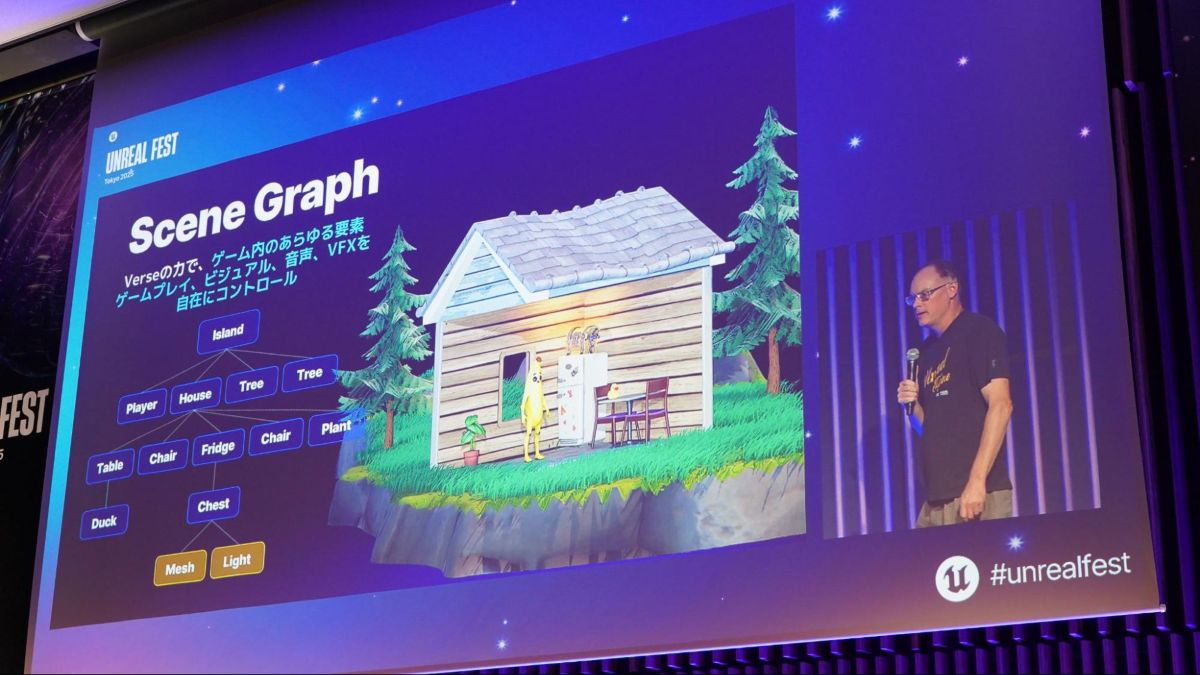 UNREAL FEST
Tokyo 2025
Scene Graph
Verseの力で、ゲーム内のあらゆる要素
ゲームプレイ、ビジュアル、音声、VFXを
自在にコントロール
Island
Player
House
Tree
Tree
Table
Chair
Fridge
Chair
Plant
Duck
Chest
Mesh
Light
FEST
#unrealfest